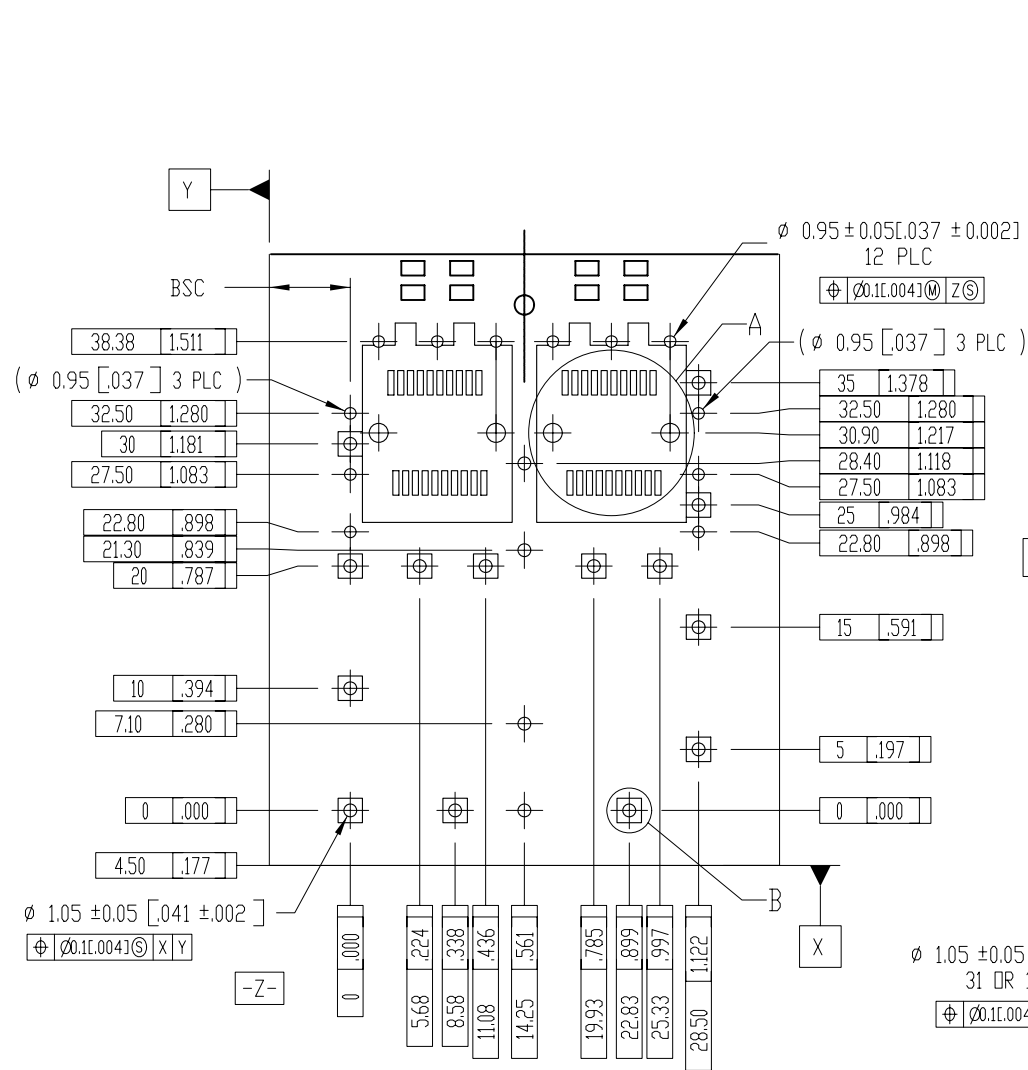 Y
ø 0.95 ± 0.05[.037 ± 0.002]
12 PLC
⌖ Ø0.1[.004]Ⓜ Z Ⓢ
BSC
A
38.38 1.511
( ø 0.95 [.037 ] 3 PLC )
( ø 0.95 [.037 ] 3 PLC )
35 1.378
32.50 1.280
32.50 1.280
30 1.181
30.90 1.217
28.40 1.118
27.50 1.083
27.50 1.083
25 .984
22.80 .898
22.80 .898
21.30 .839
20 .787
15 .591
10 .394
7.10 .280
5 .197
0 .000
0 .000
4.50 .177
B
ø 1.05 ±0.05 [.041 ±.002 ]
⌖ Ø0.1[.004]Ⓢ X Y
-Z-
0 .000
5.68 .224
8.58 .338
11.08 .436
14.25 .561
19.93 .785
22.83 .899
25.33 .997
28.50 1.122
X
ø 1.05 ±0.05
31 OR
⌖ Ø0.1[.004